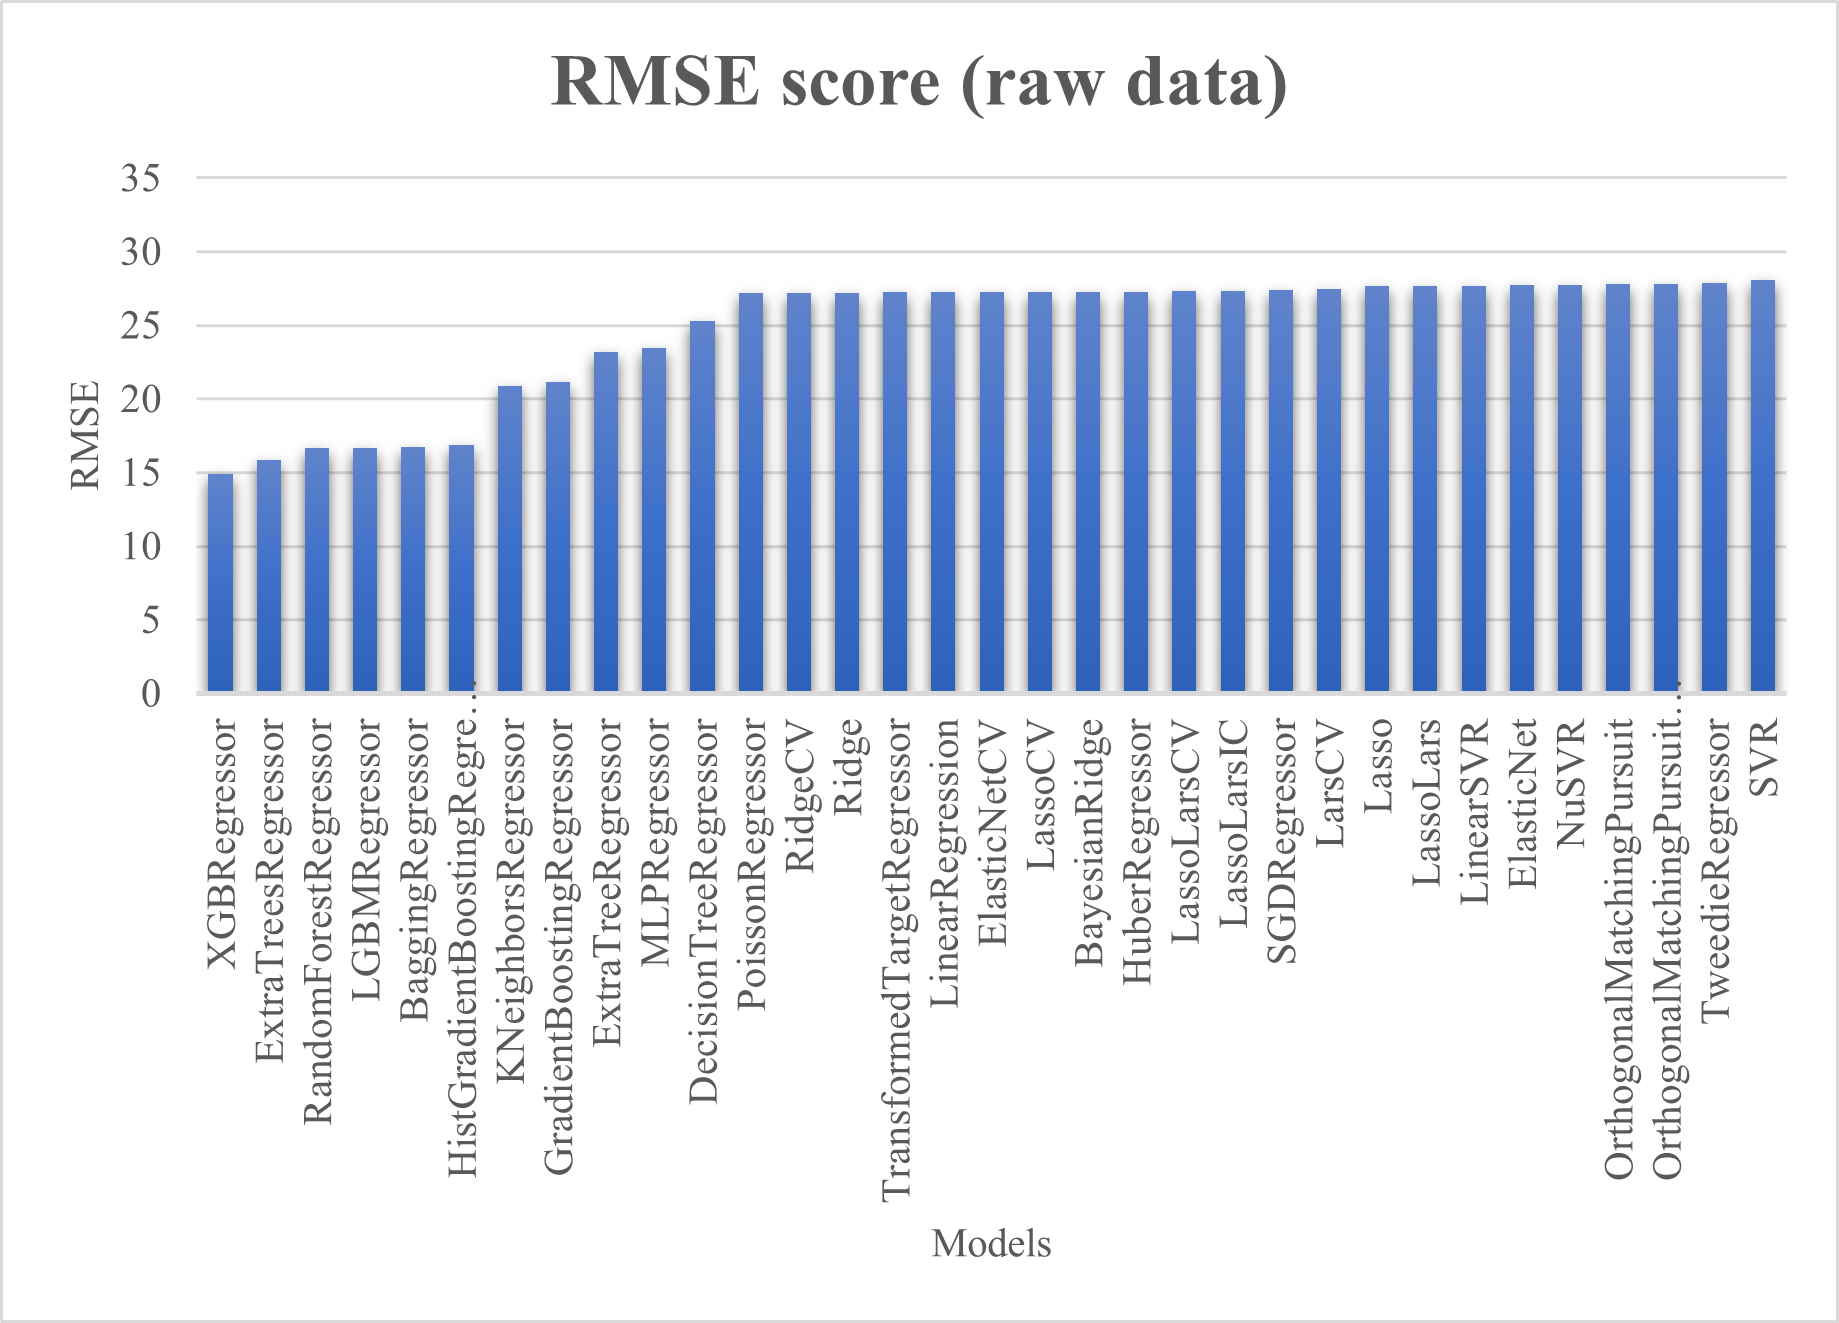 RMSE score (raw data)
35
30
25
20
15
10
5
0
RMSE
XGBRegressor
ExtraTreesRegressor
RandomForestRegressor
LGBMRegressor
BaggingRegressor
HistGradientBoostingRegre…
KNeighborsRegressor
GradientBoostingRegressor
ExtraTreeRegressor
MLPRegressor
DecisionTreeRegressor
PoissonRegressor
RidgeCV
Ridge
TransformedTargetRegressor
LinearRegression
ElasticNetCV
LassoCV
BayesianRidge
HuberRegressor
LassoLarsCV
LassoLarsIC
SGDRegressor
LarsCV
Lasso
LassoLars
LinearSVR
ElasticNet
NuSVR
OrthogonalMatchingPursuit
OrthogonalMatchingPursuit…
TweedieRegressor
SVR
Models